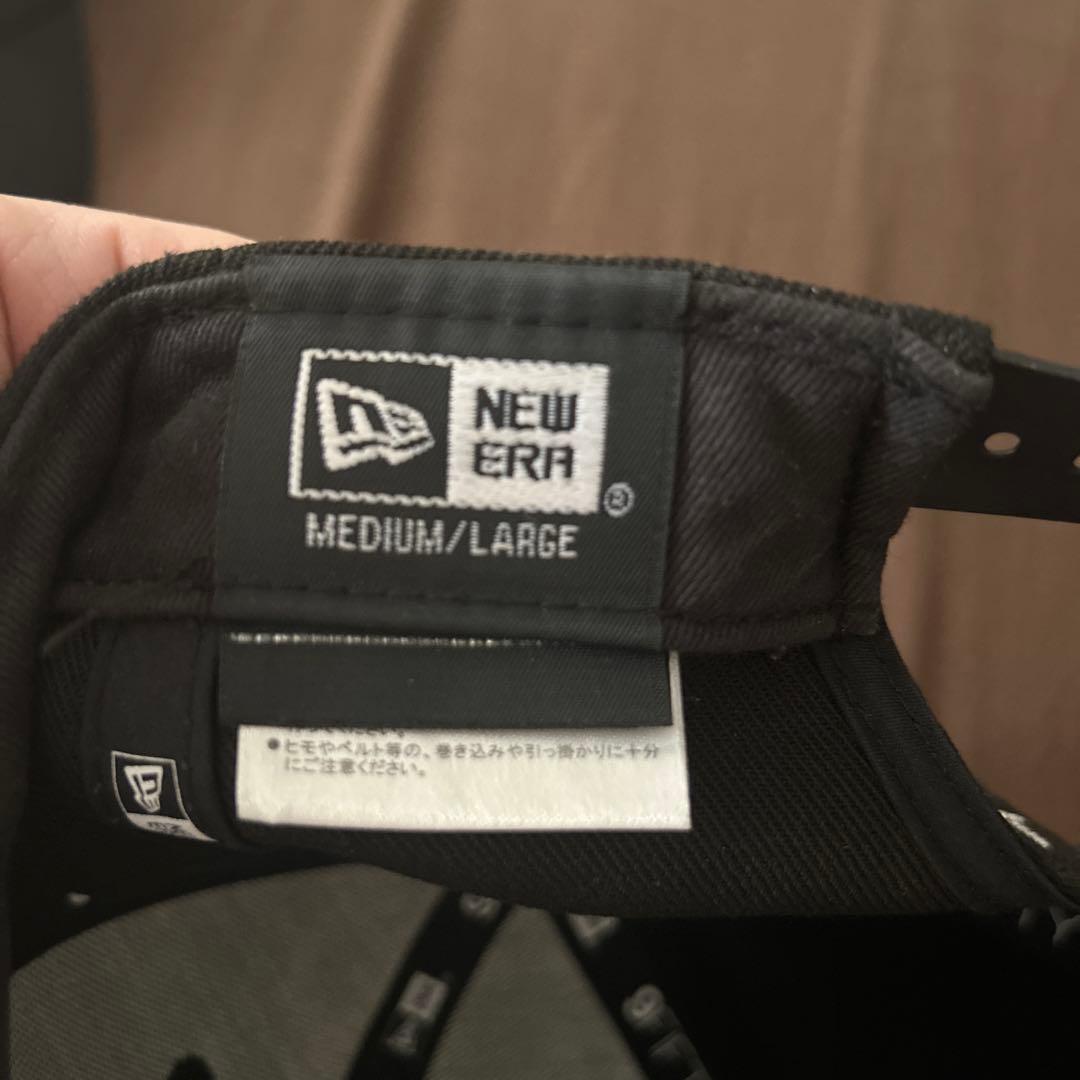 NEW
ERA
®
MEDIUM/LARGE
●ヒモやベルト等の、巻き込みや引っ掛かりに十分
にご注意ください。